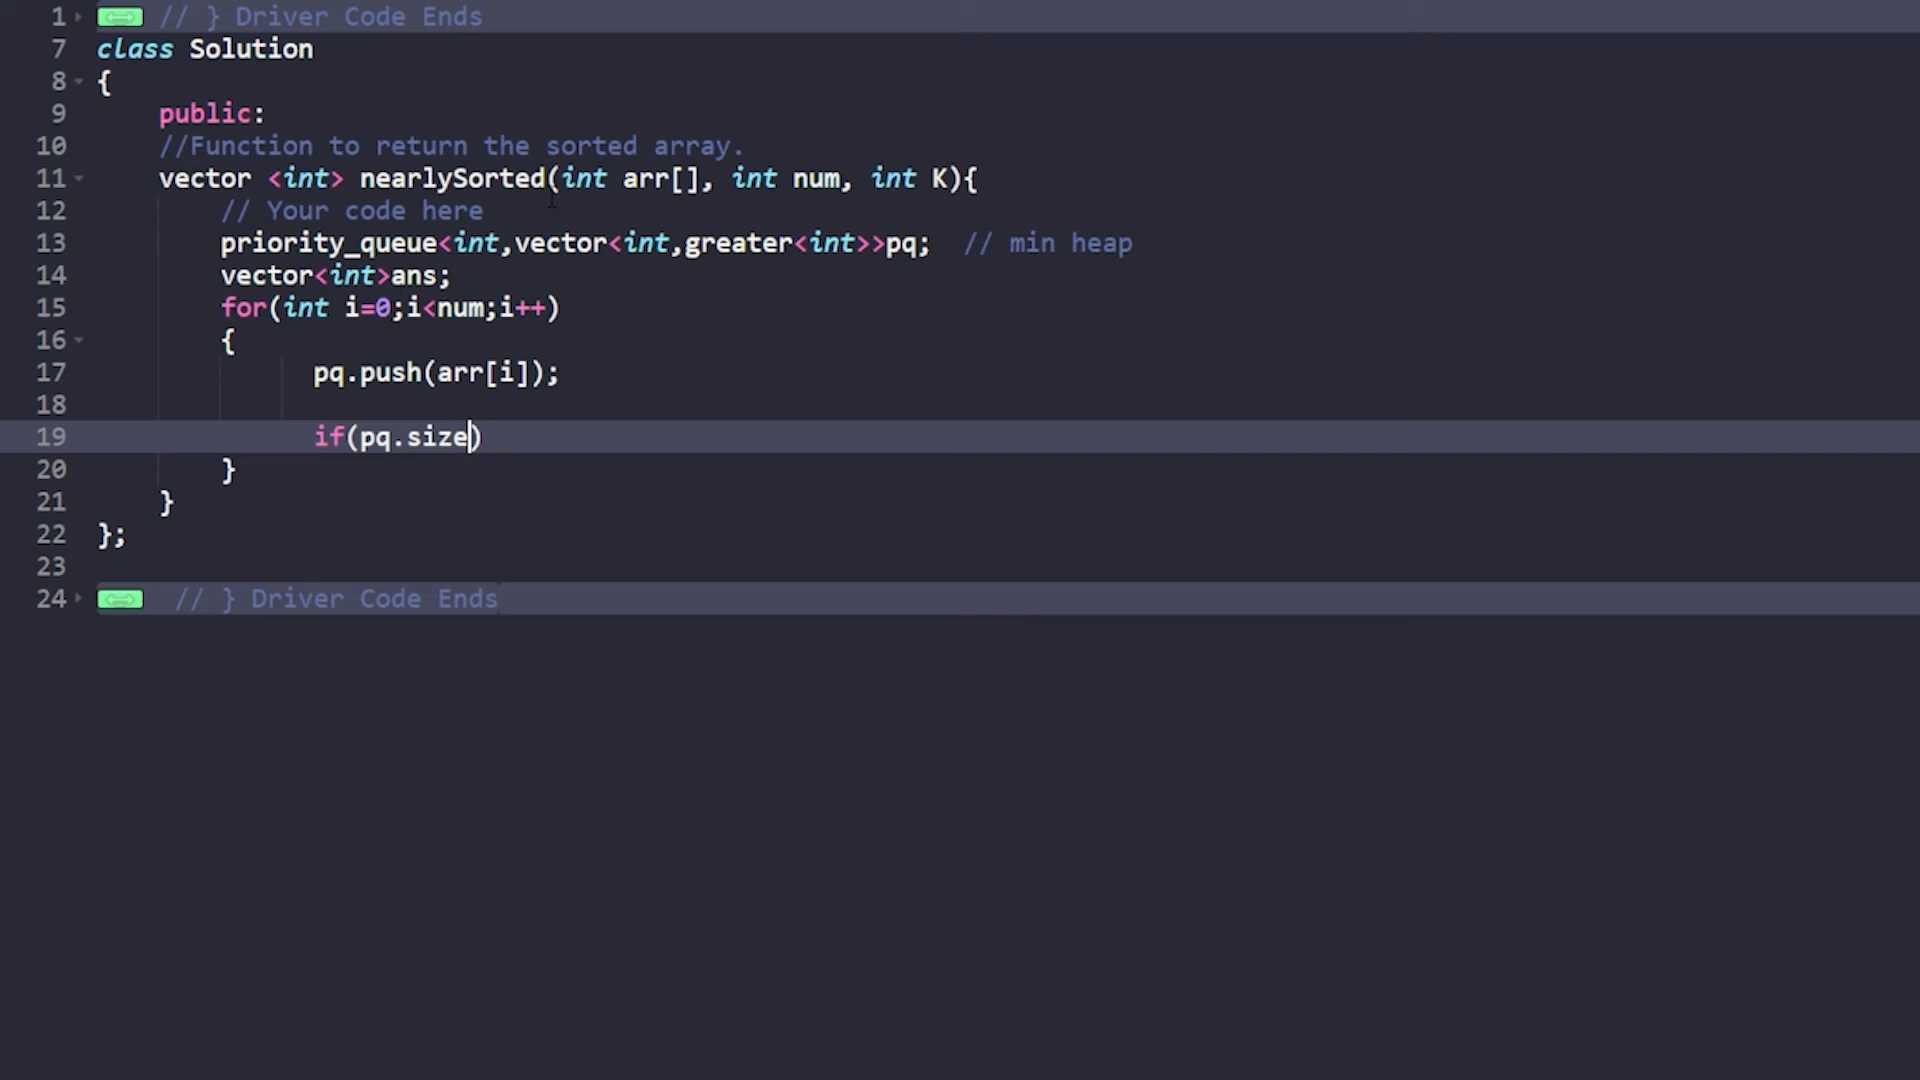 1 // } Driver Code Ends
7 class Solution
8 {
9     public:
10     //Function to return the sorted array.
11     vector <int> nearlySorted(int arr[], int num, int K){
12         // Your code here
13         priority_queue<int,vector<int,greater<int>>pq;  // min heap
14         vector<int>ans;
15         for(int i=0;i<num;i++)
16         {
17               pq.push(arr[i]);
18
19               if(pq.size)
20         }
21     }
22 };
23
24  // } Driver Code Ends